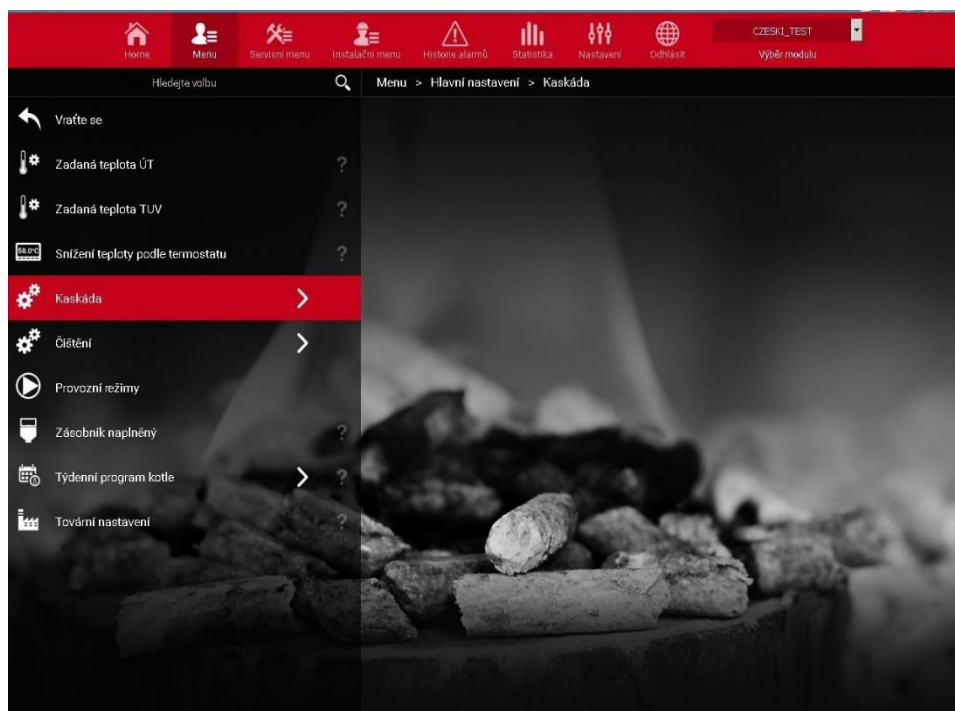 Home
Menu
Servisní menu
Instalační menu
Historie alarmů
Statistika
Nastavení
Odhlásit
CZESKI_TEST
Výběr modulu
Hledejte volbu
Menu > Hlavní nastavení > Kaskáda
Vraťte se
Zadaná teplota ÚT ?
Zadaná teplota TUV ?
58.0°C Snížení teploty podle termostatu ?
Kaskáda
Čištění
Provozní režimy
Zásobník naplněný ?
Týdenní program kotle ?
Tovární nastavení ?